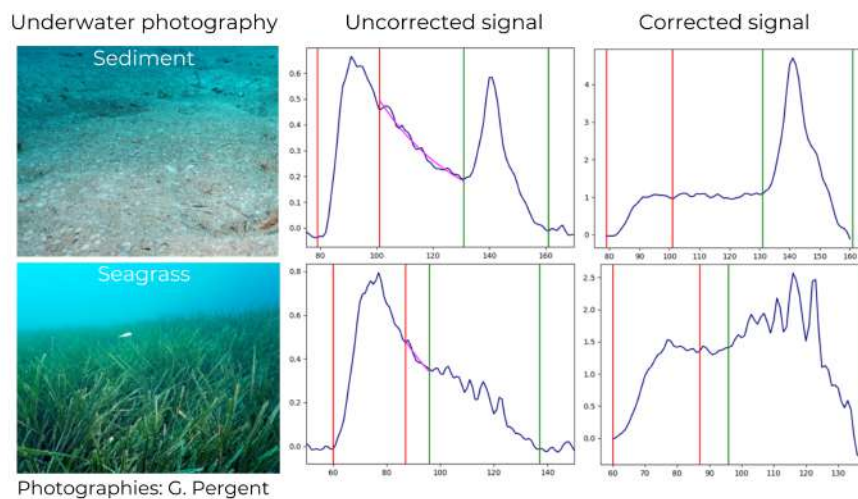 Underwater photography Uncorrected signal Corrected signal
Sediment
0.6
0.5
0.4
0.3
0.2
0.1
0.0
100 120 140 160
4
3
2
1
0
80 90 100 110 120 130 140 150 160
Seagrass
0.8
0.6
0.4
0.2
0.0
60 80 100 120 140
2.5
2.0
1.5
1.0
0.5
0.0
60 70 80 90 100 110 120 130
Photographies: G. Pergent